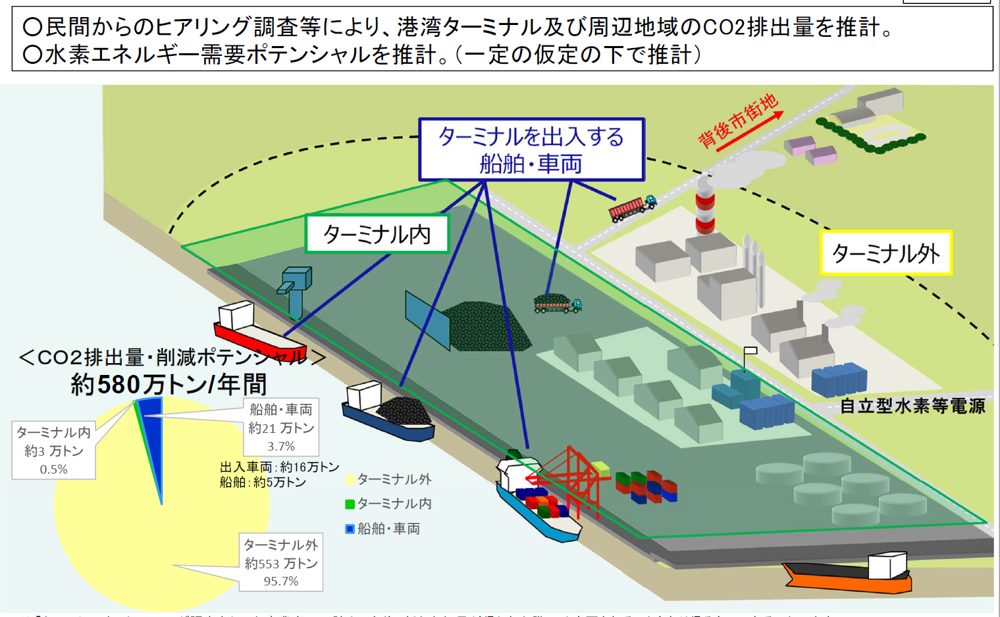 〇民間からのヒアリング調査等により、港湾ターミナル及び周辺地域のCO2排出量を推計。
〇水素エネルギー需要ポテンシャルを推計。（一定の仮定の下で推計）
背後市街地
ターミナルを出入する
船舶・車両
ターミナル内
ターミナル外
自立型水素等電源
＜CO２排出量・削減ポテンシャル＞
約580万トン/年間
船舶・車両
約21 万トン
3.7%
ターミナル内
約3 万トン
0.5%
出入車両：約16万トン
船舶：約5万トン
ターミナル外
ターミナル内
船舶・車両
ターミナル外
約553 万トン
95.7%